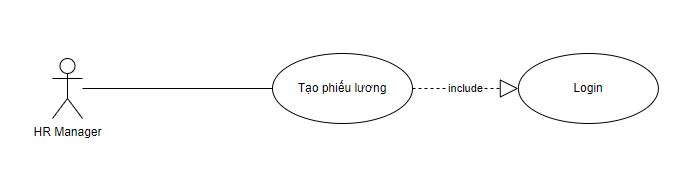 Tạo phiếu lương
include
Login
HR Manager